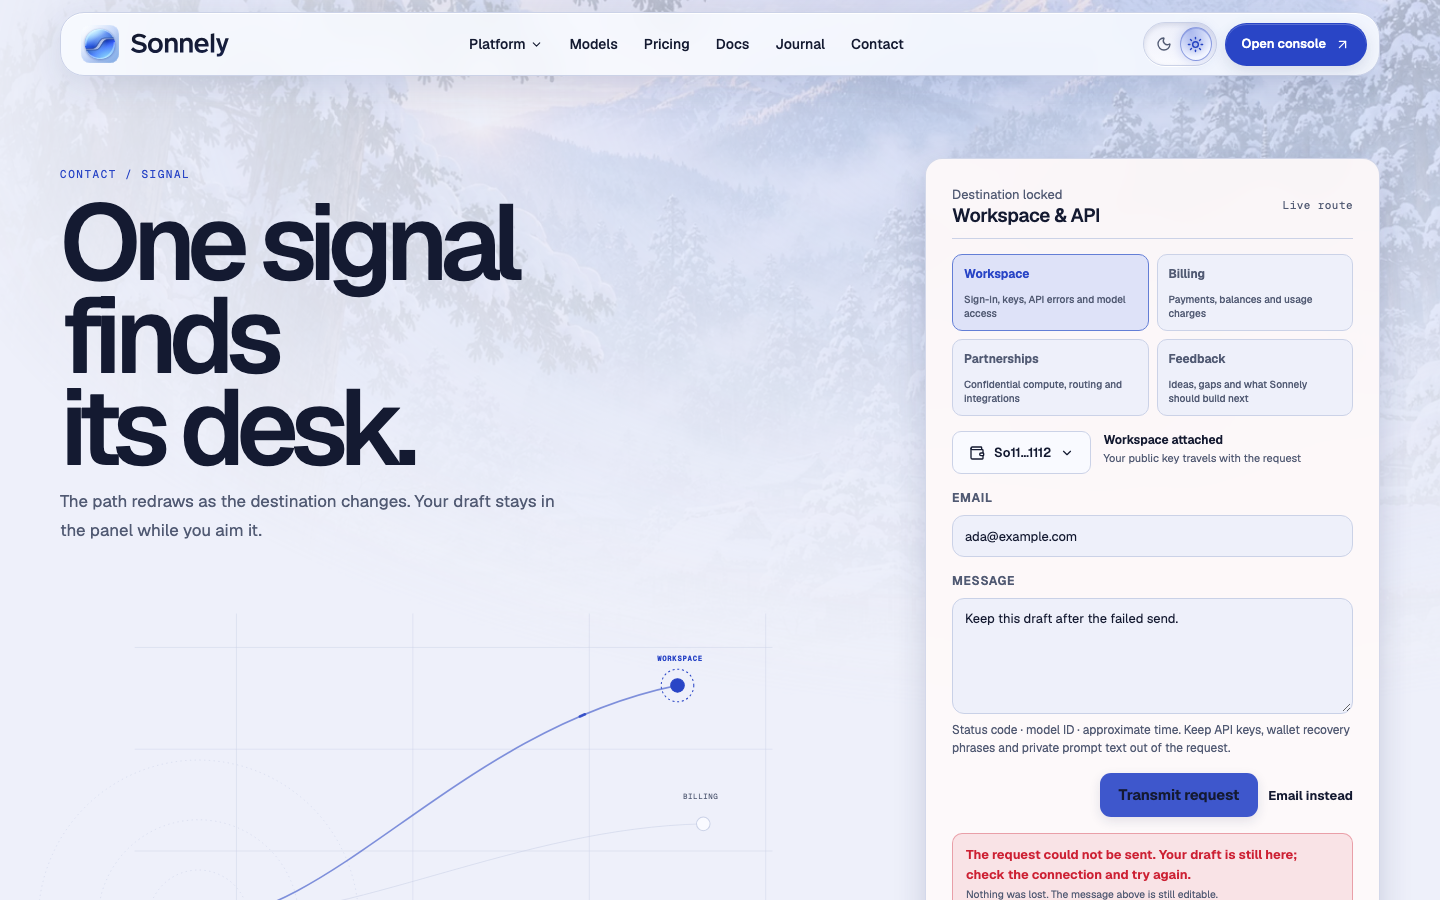 Sonnely
Platform
Models
Pricing
Docs
Journal
Contact
Open console
CONTACT / SIGNAL
One signal
finds
its desk.
The path redraws as the destination changes. Your draft stays in
the panel while you aim it.
WORKSPACE
BILLING
Destination locked
Workspace & API
Live route
Workspace
Sign-in, keys, API errors and model
access
Billing
Payments, balances and usage
charges
Partnerships
Confidential compute, routing and
integrations
Feedback
Ideas, gaps and what Sonnely
should build next
So11...1112
Workspace attached
Your public key travels with the request
EMAIL
ada@example.com
MESSAGE
Keep this draft after the failed send.
Status code · model ID · approximate time. Keep API keys, wallet recovery
phrases and private prompt text out of the request.
Transmit request
Email instead
The request could not be sent. Your draft is still here;
check the connection and try again.
Nothing was lost. The message above is still editable.